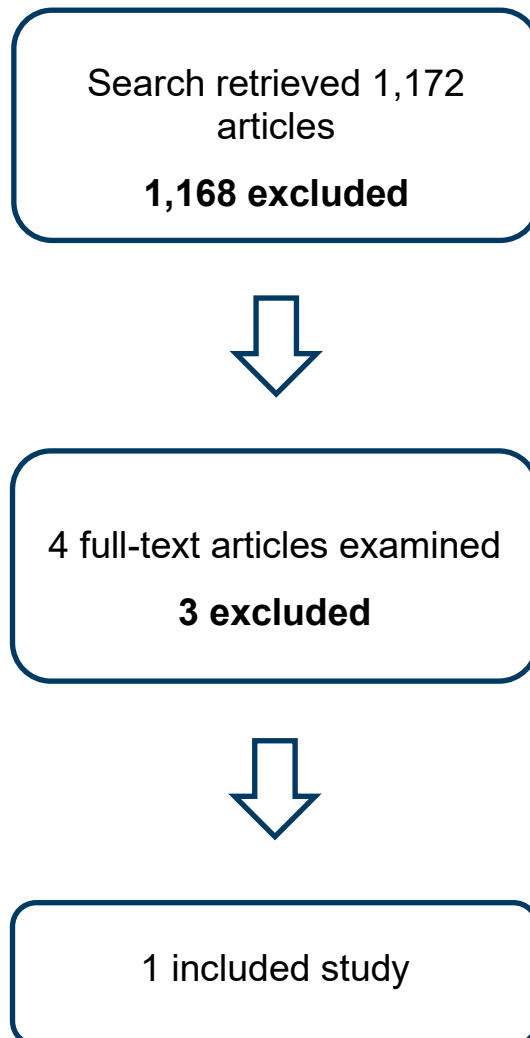 Search retrieved 1,172
articles
1,168 excluded
4 full-text articles examined
3 excluded
1 included study